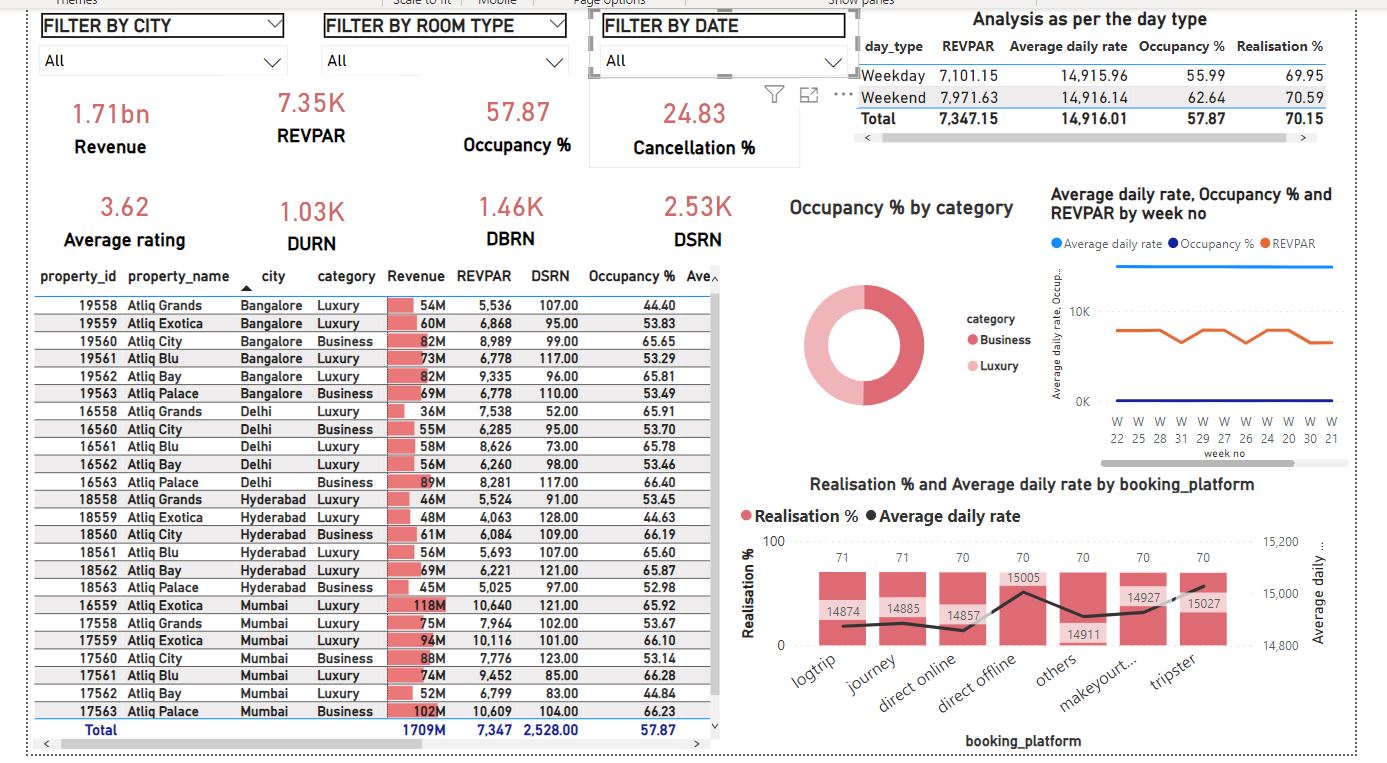 Themes Scale to fit Mobile Page options Show panes
FILTER BY CITY
All
FILTER BY ROOM TYPE
All
FILTER BY DATE
All
Analysis as per the day type
day_type REVPAR Average daily rate Occupancy % Realisation %
Weekday 7,101.15 14,915.96 55.99 69.95
Weekend 7,971.63 14,916.14 62.64 70.59
Total 7,347.15 14,916.01 57.87 70.15
1.71bn
Revenue
7.35K
REVPAR
57.87
Occupancy %
24.83
Cancellation %
3.62
Average rating
1.03K
DURN
1.46K
DBRN
2.53K
DSRN
property_id property_name city category Revenue REVPAR DSRN Occupancy % Ave
19558 Atliq Grands Bangalore Luxury 54M 5,536 107.00 44.40
19559 Atliq Exotica Bangalore Luxury 60M 6,868 95.00 53.83
19560 Atliq City Bangalore Business 82M 8,989 99.00 65.65
19561 Atliq Blu Bangalore Luxury 73M 6,778 117.00 53.29
19562 Atliq Bay Bangalore Luxury 82M 9,335 96.00 65.81
19563 Atliq Palace Bangalore Business 69M 6,778 110.00 53.49
16558 Atliq Grands Delhi Luxury 36M 7,538 52.00 65.91
16560 Atliq City Delhi Business 55M 6,285 95.00 53.70
16561 Atliq Blu Delhi Luxury 58M 8,626 73.00 65.78
16562 Atliq Bay Delhi Luxury 56M 6,260 98.00 53.46
16563 Atliq Palace Delhi Business 89M 8,281 117.00 66.40
18558 Atliq Grands Hyderabad Luxury 46M 5,524 91.00 53.45
18559 Atliq Exotica Hyderabad Luxury 48M 4,063 128.00 44.63
18560 Atliq City Hyderabad Business 61M 6,084 109.00 66.19
18561 Atliq Blu Hyderabad Luxury 56M 5,693 107.00 65.60
18562 Atliq Bay Hyderabad Luxury 69M 6,221 121.00 65.87
18563 Atliq Palace Hyderabad Business 45M 5,025 97.00 52.98
16559 Atliq Exotica Mumbai Luxury 118M 10,640 121.00 65.92
17558 Atliq Grands Mumbai Luxury 75M 7,964 102.00 53.67
17559 Atliq Exotica Mumbai Luxury 94M 10,116 101.00 66.10
17560 Atliq City Mumbai Business 88M 7,776 123.00 53.14
17561 Atliq Blu Mumbai Luxury 74M 9,452 85.00 66.28
17562 Atliq Bay Mumbai Luxury 52M 6,799 83.00 44.84
17563 Atliq Palace Mumbai Business 102M 10,609 104.00 66.23
Total 1709M 7,347 2,528.00 57.87
Occupancy % by category
category
Business
Luxury
Average daily rate, Occupancy % and
REVPAR by week no
Average daily rate Occupancy % REVPAR
Average daily rate, Occup...
10K
0K
W W W W W W W W W W W
22 25 28 31 29 27 26 24 20 30 21
week no
Realisation % and Average daily rate by booking_platform
Realisation % Average daily rate
Realisation %
100
0
71 71 70 70 70 70 70
14874 14885 14857 15005 14911 14927 15027
15,200
15,000
14,800
Average daily ...
logtrip journey direct online direct offline others makeyourt... tripster
booking_platform